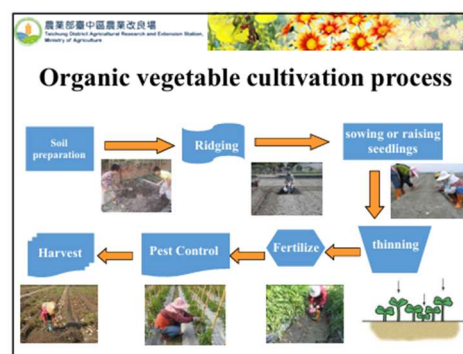 農業部臺中區農業改良場
Taichung District Agricultural Research and Extension Station,
Ministry of Agriculture
Organic vegetable cultivation process
Soil
preparation
Ridging
sowing or raising
seedlings
thinning
Fertilize
Pest Control
Harvest